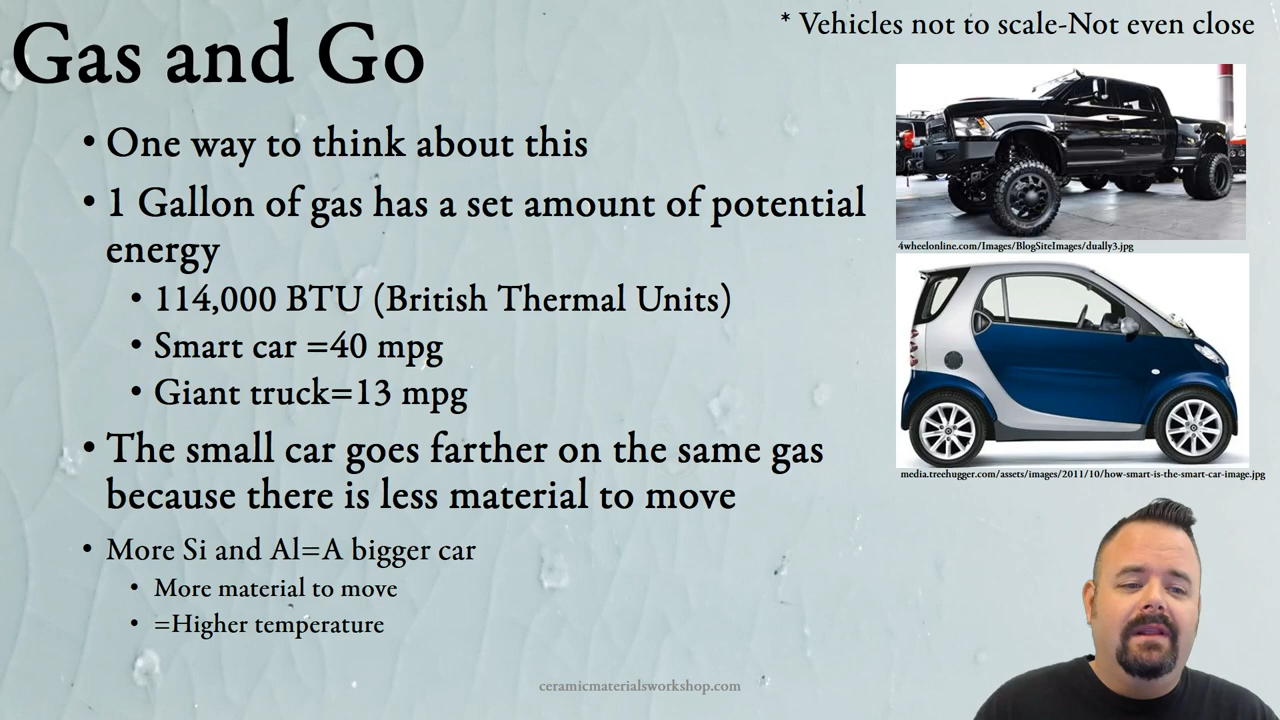 Gas and Go
* Vehicles not to scale-Not even close
• One way to think about this
• 1 Gallon of gas has a set amount of potential
energy
• 114,000 BTU (British Thermal Units)
• Smart car =40 mpg
• Giant truck=13 mpg
• The small car goes farther on the same gas
because there is less material to move
• More Si and Al=A bigger car
• More material to move
• =Higher temperature
4wheelonline.com/Images/BlogSiteImages/dually3.jpg
media.treehugger.com/assets/images/2011/10/how-smart-is-the-smart-car-image.jpg
ceramicmaterialsworkshop.com